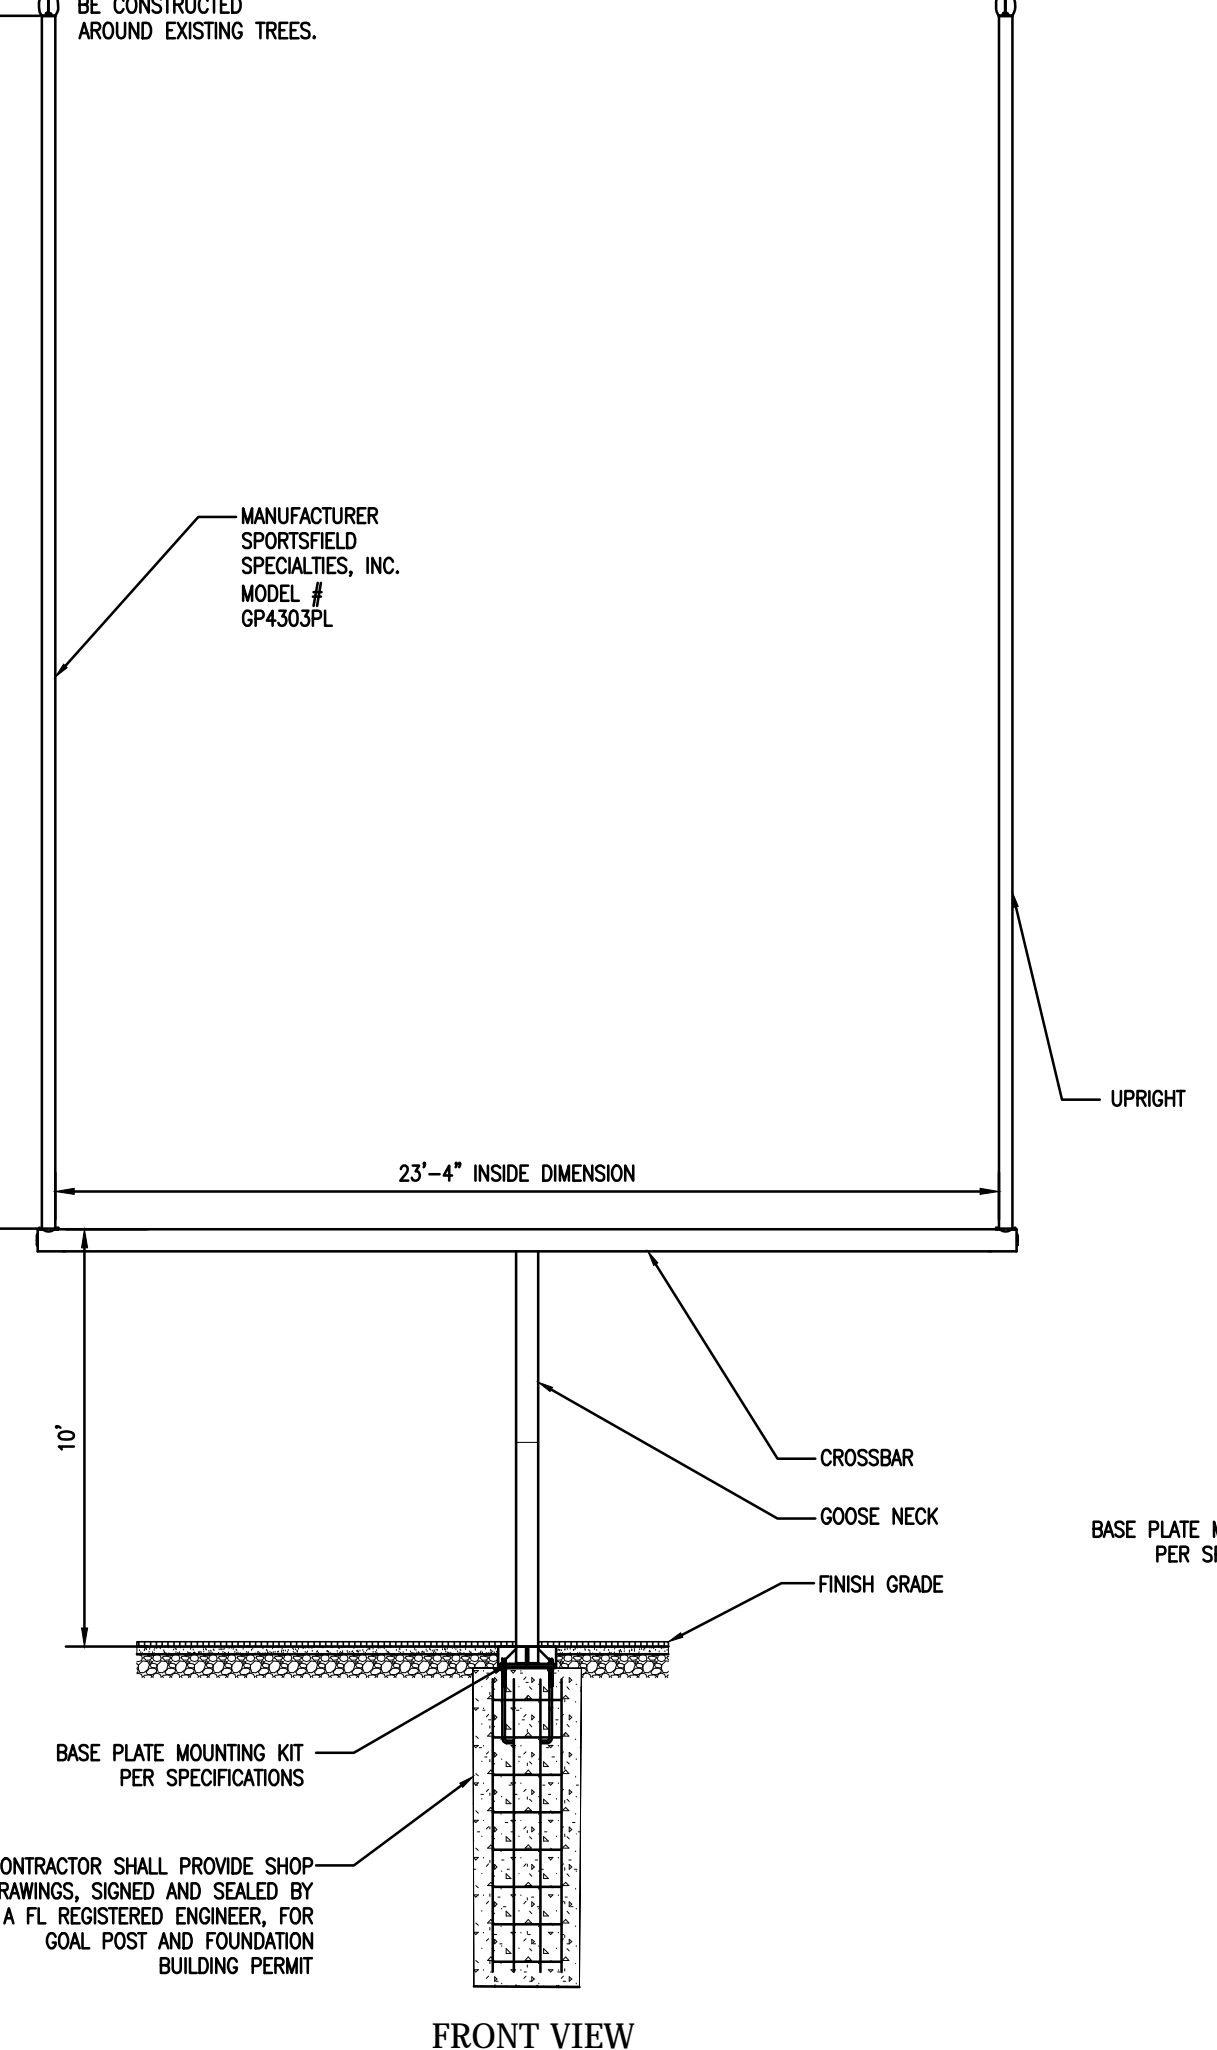 BE CONSTRUCTED
AROUND EXISTING TREES.
MANUFACTURER
SPORTSFIELD
SPECIALTIES, INC.
MODEL #
GP4303PL
UPRIGHT
23'-4" INSIDE DIMENSION
10'
CROSSBAR
GOOSE NECK
FINISH GRADE
BASE PLATE
PER
BASE PLATE MOUNTING KIT
PER SPECIFICATIONS
ONTRACTOR SHALL PROVIDE SHOP
RAWINGS, SIGNED AND SEALED BY
A FL REGISTERED ENGINEER, FOR
GOAL POST AND FOUNDATION
BUILDING PERMIT
FRONT VIEW